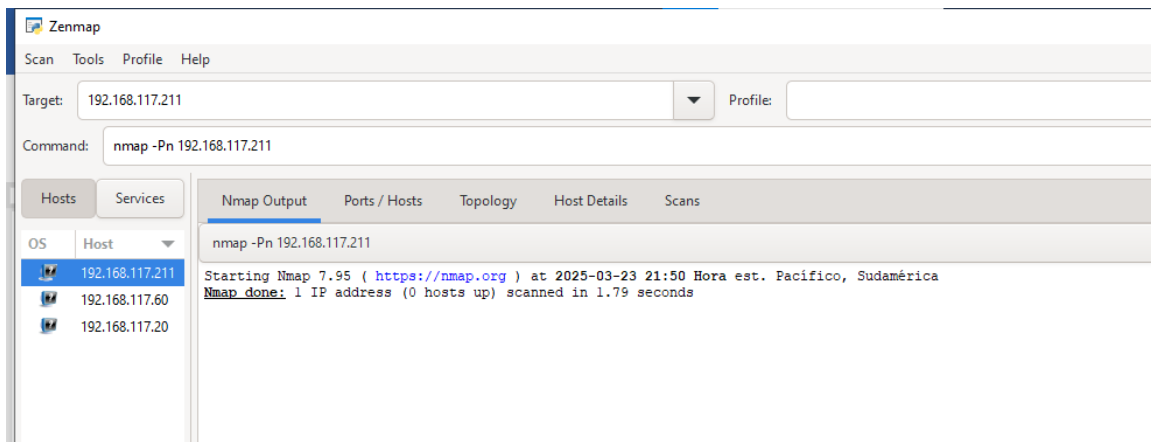 Zenmap
Scan Tools Profile Help
Target: 192.168.117.211 Profile:
Command: nmap -Pn 192.168.117.211
Hosts Services Nmap Output Ports / Hosts Topology Host Details Scans
OS Host nmap -Pn 192.168.117.211
192.168.117.211
192.168.117.60
192.168.117.20
Starting Nmap 7.95 ( https://nmap.org ) at 2025-03-23 21:50 Hora est. Pacífico, Sudamérica
Nmap done: 1 IP address (0 hosts up) scanned in 1.79 seconds